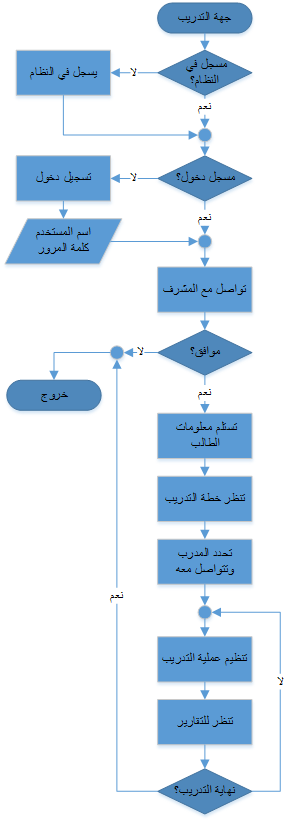 جهة التدريب
مسجل في
النظام؟
لا
يسجل في النظام
نعم
مسجل دخول؟
لا
تسجيل دخول
نعم
اسم المستخدم
كلمة المرور
تواصل مع المشرف
موافق؟
لا
خروج
نعم
تستلم معلومات
الطالب
تنتظر خطة التدريب
تحدد المدرب
وتتواصل معه
نعم
تنظيم عملية التدريب
لا
تنتظر للتقارير
نهاية التدريب؟